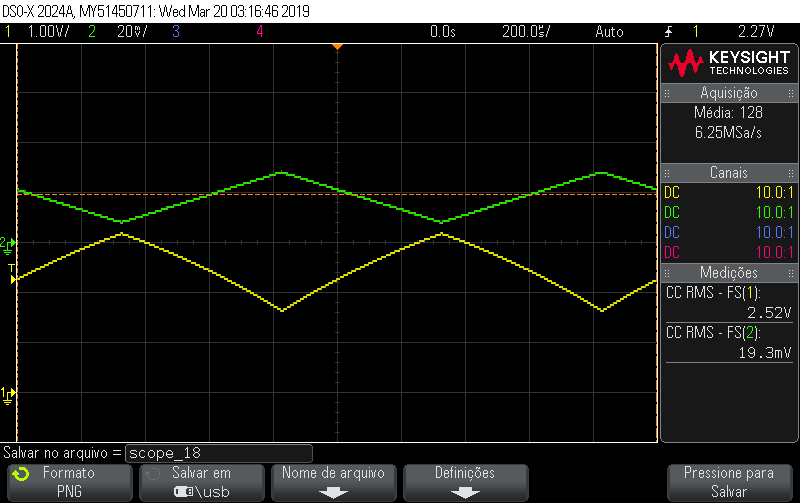 DSO-X 2024A, MY51450711: Wed Mar 20 03:16:46 2019
1 1.00V/ 2 20mV/ 3 4 0.0s 200.0µs/ Auto 1 2.27V
KEYSIGHT
TECHNOLOGIES
Aquisição
Média: 128
6.25MSa/s
Canais
DC 10.0:1
DC 10.0:1
DC 10.0:1
DC 10.0:1
Medições
CC RMS - FS(1):
2.52V
CC RMS - FS(2):
19.3mV
2
T
1
Salvar no arquivo = scope_18
Formato
PNG
Salvar em
\usb
Nome de arquivo
Definições
Pressione para
Salvar